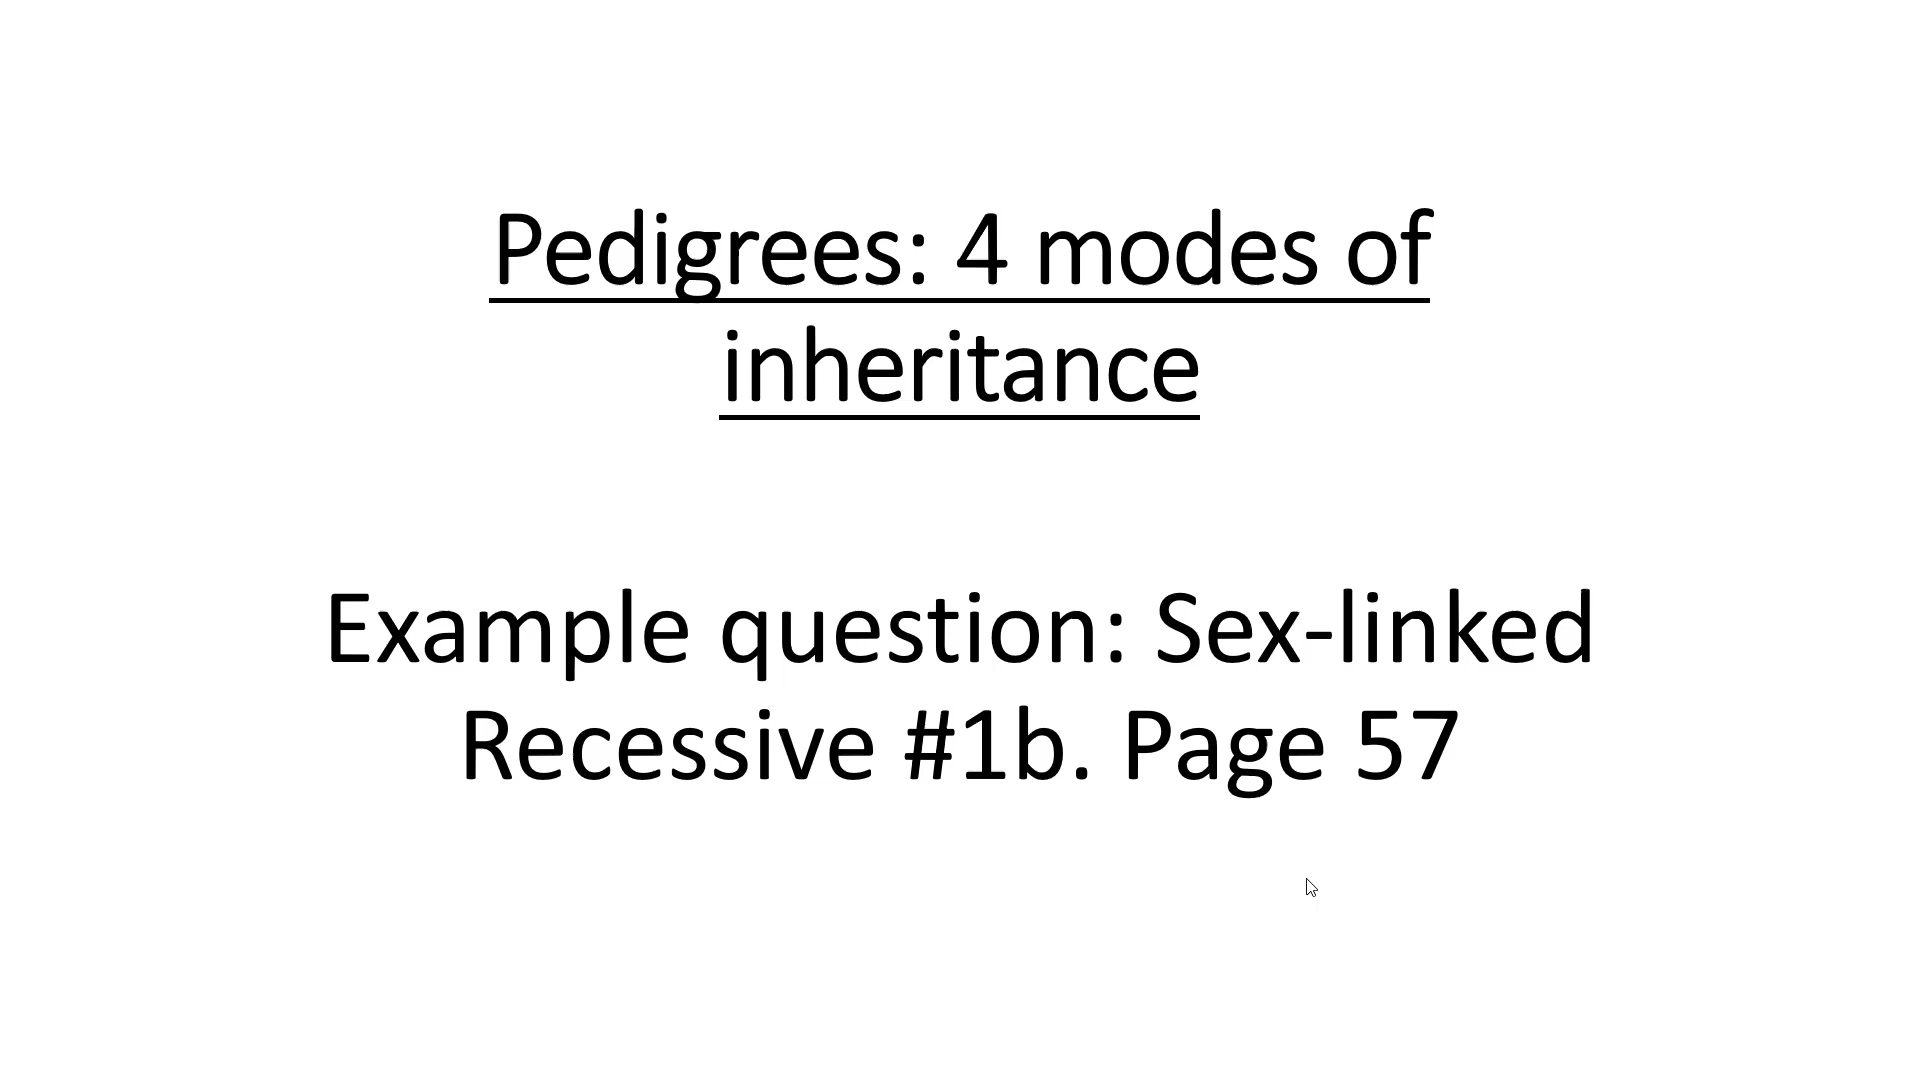 Pedigrees: 4 modes of
inheritance
Example question: Sex-linked
Recessive #1b. Page 57